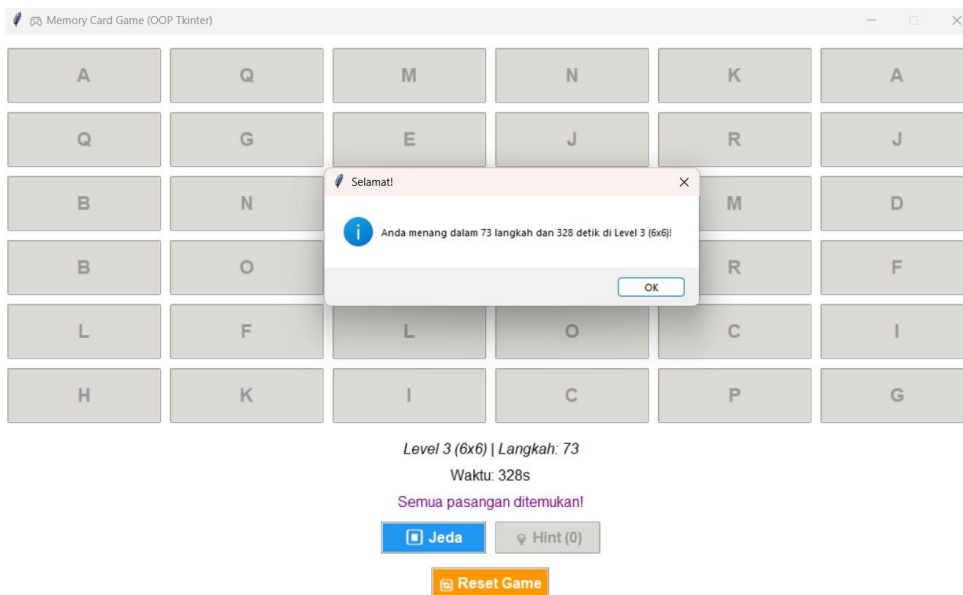 Memory Card Game (OOP Tkinter)
A Q M N K A
Q G E J R J
Selamat!
B N M D
Anda menang dalam 73 langkah dan 328 detik di Level 3 (6x6)!
B O R F
OK
L F L O C I
H K I C P G
Level 3 (6x6) | Langkah: 73
Waktu: 328s
Semua pasangan ditemukan!
Jeda Hint (0)
Reset Game